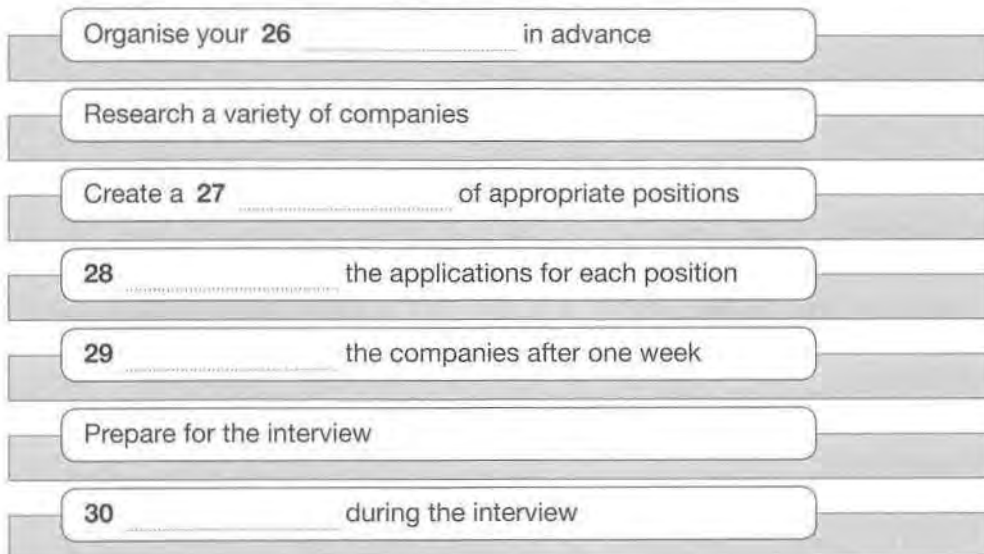 Organise your 26 ........................ in advance
Research a variety of companies
Create a 27 ........................ of appropriate positions
28 ........................ the applications for each position
29 ........................ the companies after one week
Prepare for the interview
30 ........................ during the interview